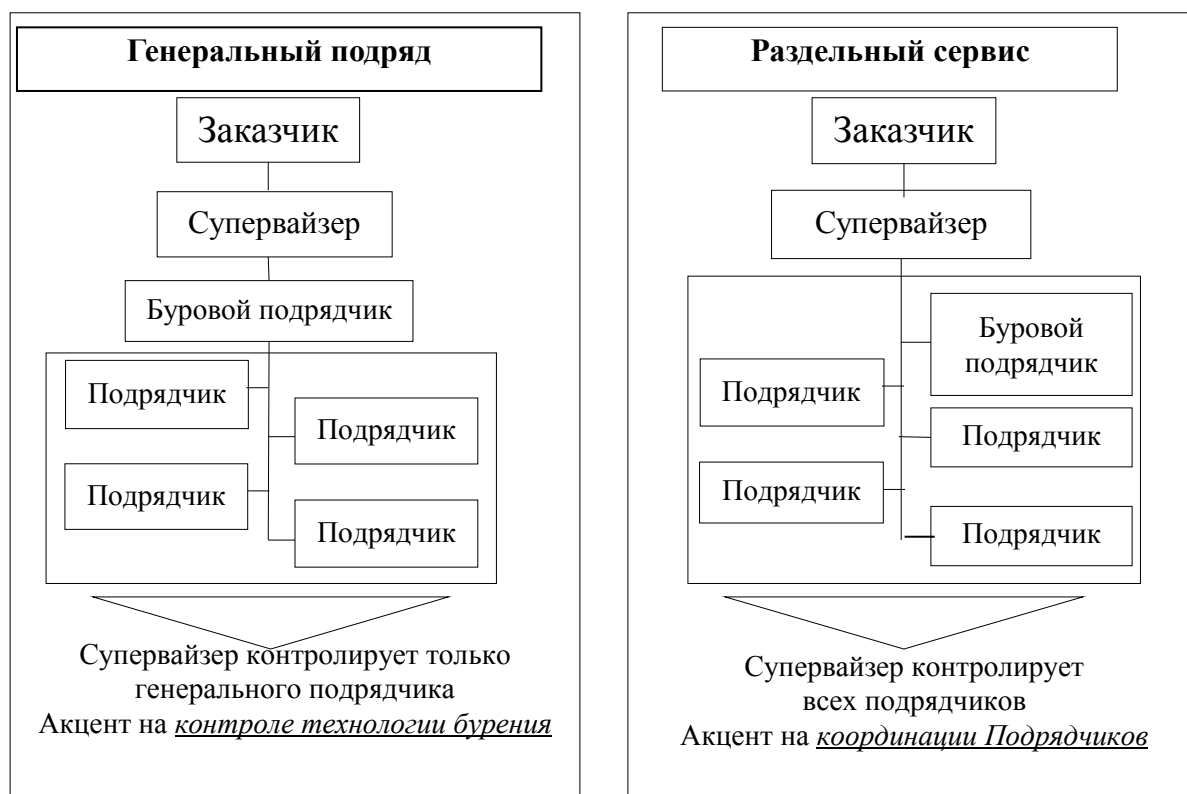 Генеральный подряд
Заказчик
Супервайзер
Буровой подрядчик
Подрядчик
Подрядчик
Подрядчик
Подрядчик
Супервайзер контролирует только
генерального подрядчика
Акцент на контроле технологии бурения
Раздельный сервис
Заказчик
Супервайзер
Буровой
подрядчик
Подрядчик
Подрядчик
Подрядчик
Подрядчик
Супервайзер контролирует
всех подрядчиков
Акцент на координации Подрядчиков